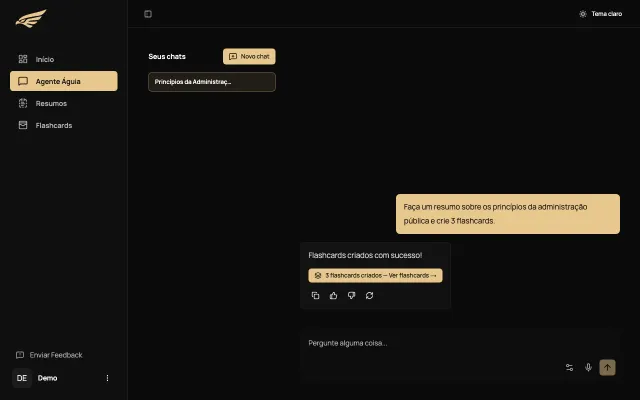 Tema claro
Início
Agente Águia
Resumos
Flashcards
Seus chats
Novo chat
Princípios da Administraç...
Faça um resumo sobre os princípios da administração
pública e crie 3 flashcards.
Flashcards criados com sucesso!
3 flashcards criados — Ver flashcards →
Pergunte alguma coisa...
Enviar Feedback
DE
Demo